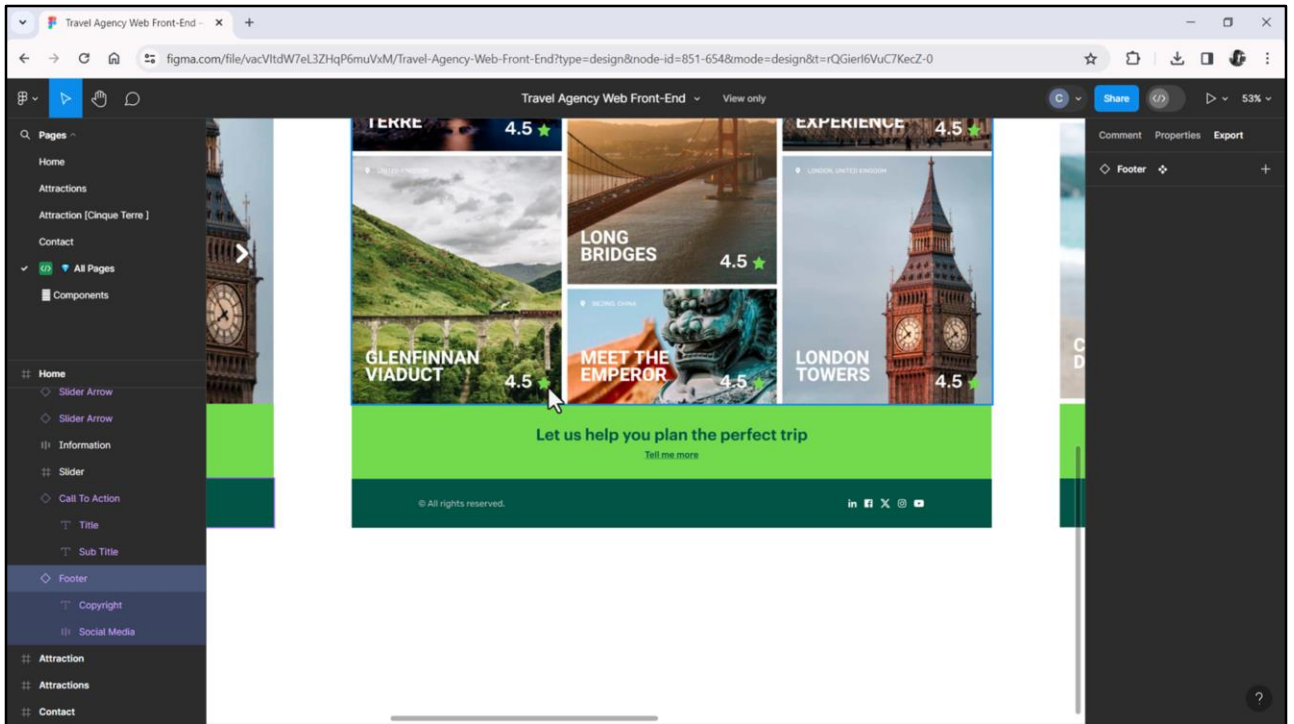 Travel Agency Web Front-End –
figma.com/file/vacVItdW7eL3ZHqP6muVxM/Travel-Agency-Web-Front-End?type=design&node-id=851-654&mode=design&t=rQGierI6VuC7KecZ-0
Travel Agency Web Front-End
View only
C
Share
53%
Pages
Home
Attractions
Attraction [Cinque Terre ]
Contact
All Pages
Components
Home
Slider Arrow
Slider Arrow
Information
Slider
Call To Action
Title
Sub Title
Footer
Copyright
Social Media
Attraction
Attractions
Contact
TERRE
4.5
EXPERIENCE
4.5
LONDON, UNITED KINGDOM
LONG
BRIDGES
4.5
BEIJING, CHINA
GLENFINNAN
VIADUCT
4.5
MEET THE
EMPEROR
4.5
LONDON
TOWERS
4.5
C
D
Let us help you plan the perfect trip
Tell me more
© All rights reserved.
Comment Properties Export
Footer
?